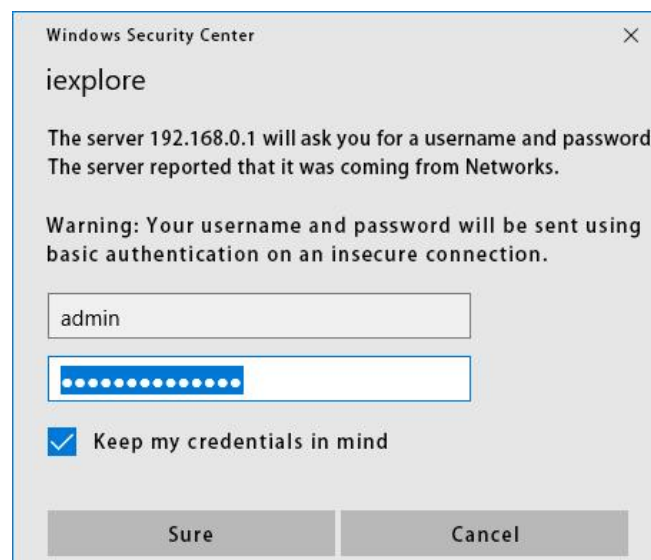 Windows Security Center
iexplore
The server 192.168.0.1 will ask you for a username and password
The server reported that it was coming from Networks.
Warning: Your username and password will be sent using
basic authentication on an insecure connection.
admin
••••••••••••••
Keep my credentials in mind
Sure
Cancel